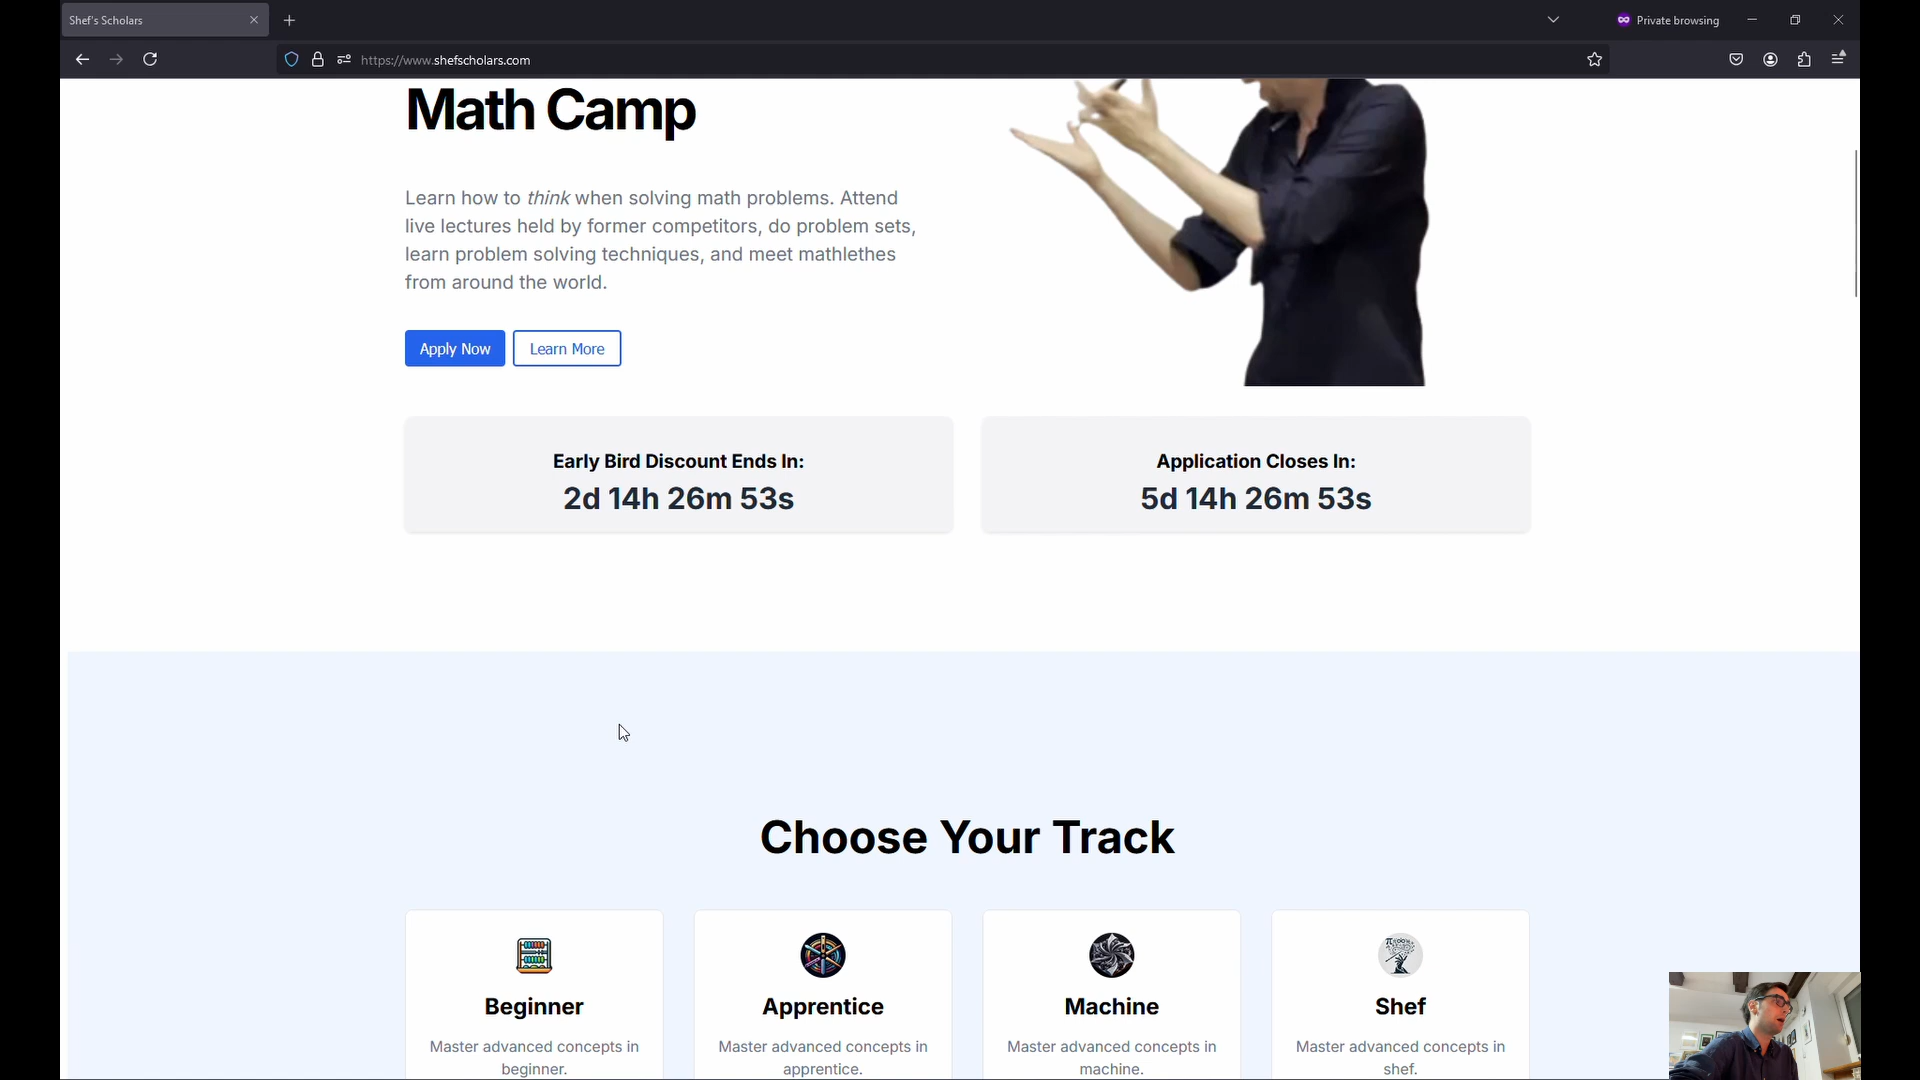 Shef's Scholars
Private browsing
https://www.shefscholars.com
Math Camp
Learn how to think when solving math problems. Attend
live lectures held by former competitors, do problem sets,
learn problem solving techniques, and meet mathlethes
from around the world.
Apply Now
Learn More
Early Bird Discount Ends In:
2d 14h 26m 53s
Application Closes In:
5d 14h 26m 53s
Choose Your Track
Beginner
Master advanced concepts in
beginner.
Apprentice
Master advanced concepts in
apprentice.
Machine
Master advanced concepts in
machine.
Shef
Master advanced concepts in
shef.